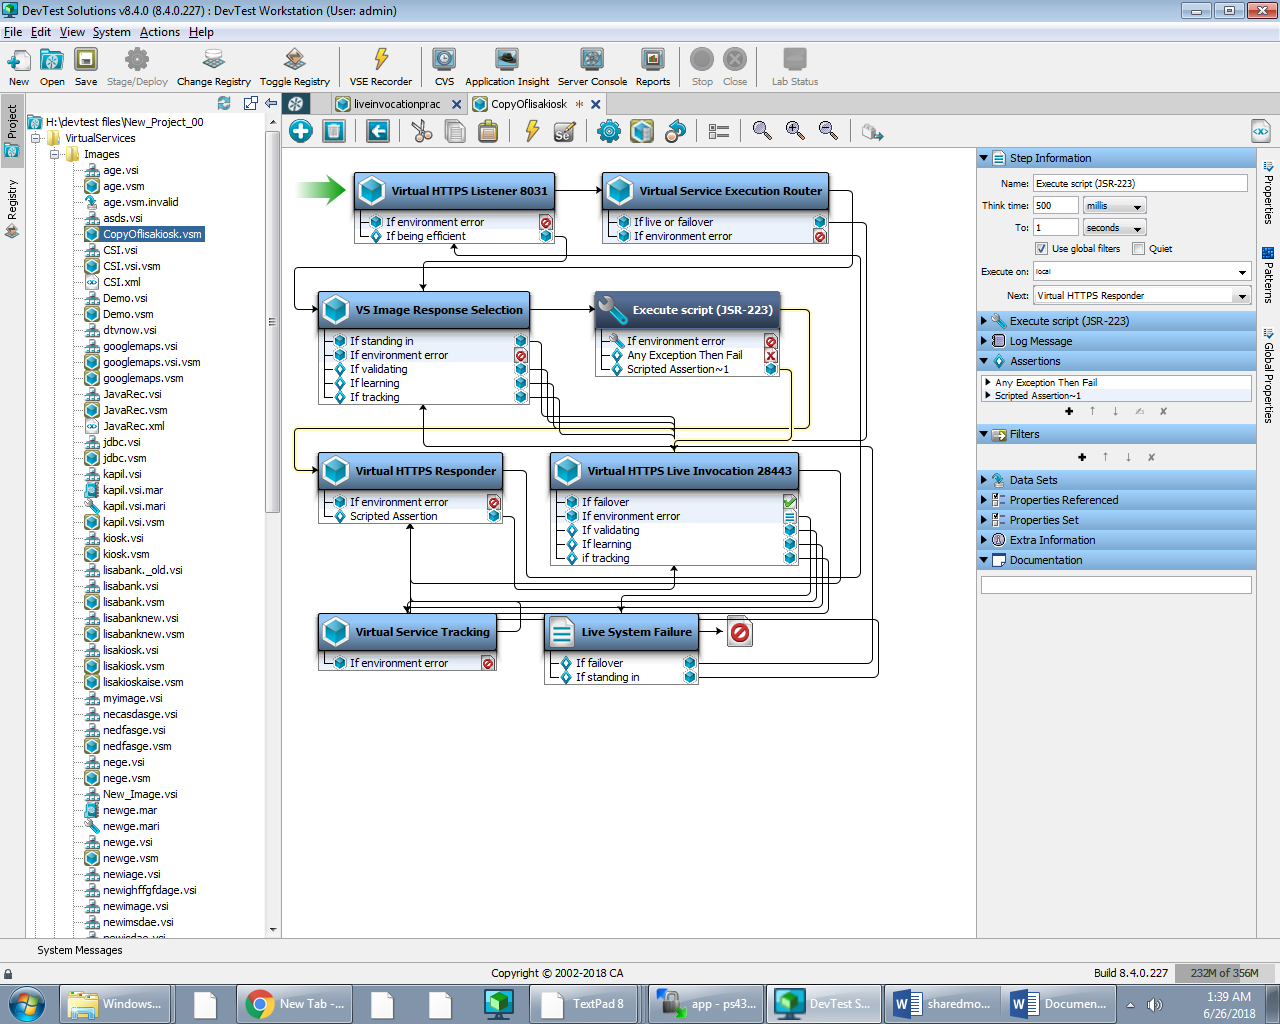 DevTest Solutions v8.4.0 (8.4.0.227) : DevTest Workstation (User: admin)
File Edit View System Actions Help
New Open Save Stage/Deploy Change Registry Toggle Registry VSE Recorder CVS Application Insight Server Console Reports Stop Close Lab Status
Project
Registry
H:\devtest files\New_Project_00
VirtualServices
Images
age.vsi
age.vsm
age.vsm.invalid
asds.vsi
CopyOflisakiosk.vsm
CSI.vsi
CSI.vsi.vsm
CSI.xml
Demo.vsi
Demo.vsm
dtvnow.vsi
googlemaps.vsi
googlemaps.vsi.vsm
googlemaps.vsm
JavaRec.vsi
JavaRec.vsm
JavaRec.xml
jdbc.vsi
jdbc.vsm
kapil.vsi
kapil.vsi.mar
kapil.vsi.mari
kapil.vsi.vsm
kiosk.vsi
kiosk.vsm
lisabank._old.vsi
lisabank.vsi
lisabank.vsm
lisabanknew.vsi
lisabanknew.vsm
lisakiosk.vsi
lisakiosk.vsm
lisakioskaise.vsm
myimage.vsi
necasdasge.vsi
nedfasge.vsi
nedfasge.vsm
nege.vsi
nege.vsm
New_Image.vsi
newge.mar
newge.mari
newge.vsi
newge.vsm
newiage.vsi
newighffgfdage.vsi
newimage.vsi
newimsdae.vsi
liveinvocationprac
CopyOflisakiosk
Virtual HTTPS Listener 8031
If environment error
If being efficient
Virtual Service Execution Router
If live or failover
If environment error
VS Image Response Selection
If standing in
If environment error
If validating
If learning
If tracking
Execute script (JSR-223)
If environment error
Any Exception Then Fail
Scripted Assertion~1
Virtual HTTPS Responder
If environment error
Scripted Assertion
Virtual HTTPS Live Invocation 28443
If failover
If environment error
If validating
If learning
if tracking
Virtual Service Tracking
If environment error
Live System Failure
If failover
If standing in
Step Information
Name: Execute script (JSR-223)
Think time: 500 millis
To: 1 seconds
Use global filters Quiet
Execute on: local
Next: Virtual HTTPS Responder
Execute script (JSR-223)
Log Message
Assertions
Any Exception Then Fail
Scripted Assertion~1
Filters
Data Sets
Properties Referenced
Properties Set
Extra Information
Documentation
Properties
Patterns
Global Properties
System Messages
Copyright © 2002-2018 CA
Build 8.4.0.227 232M of 356M
Windows... New Tab -... TextPad 8 app - ps43... DevTest S... sharedmo... Documen...
1:39 AM
6/26/2018